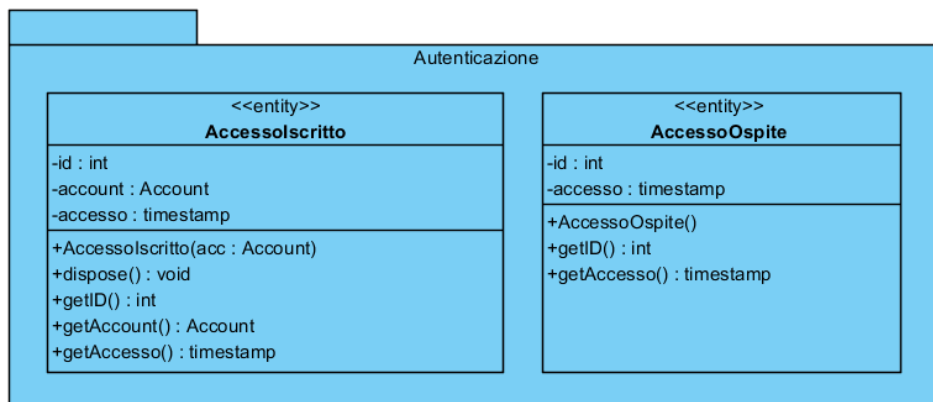 Autenticazione
<<entity>>
AccessoIscritto
-id : int
-account : Account
-accesso : timestamp
+AccessoIscritto(acc : Account)
+dispose() : void
+getID() : int
+getAccount() : Account
+getAccesso() : timestamp
<<entity>>
AccessoOspite
-id : int
-accesso : timestamp
+AccessoOspite()
+getID() : int
+getAccesso() : timestamp